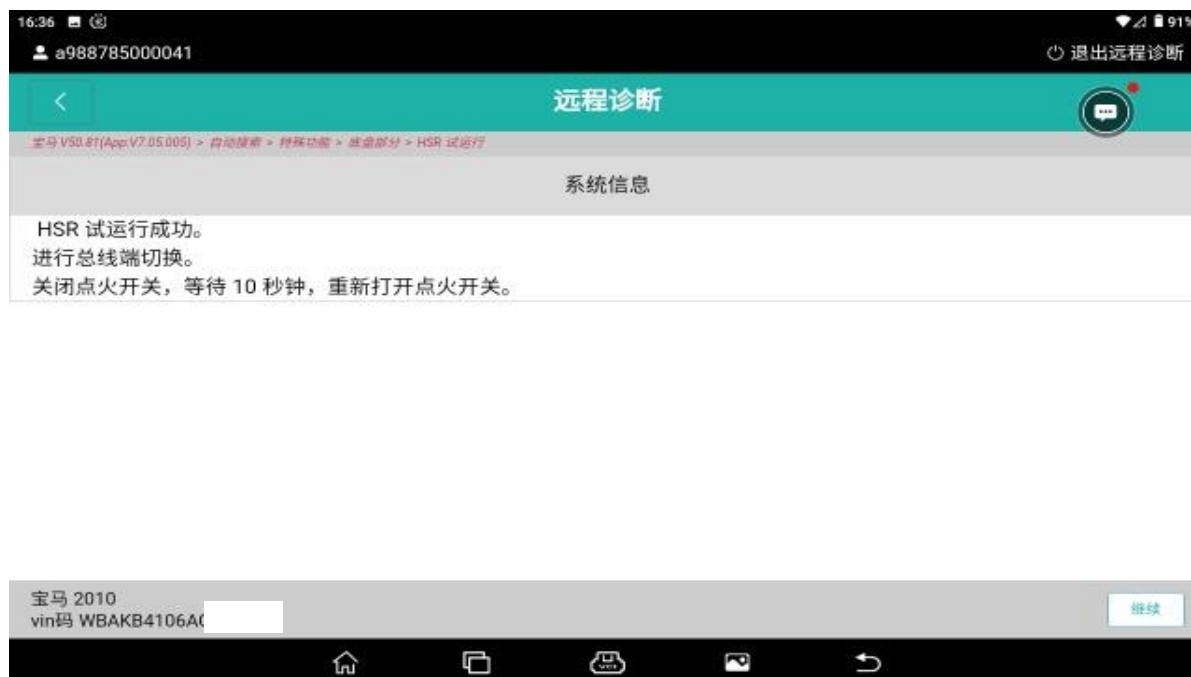 16:36
91%
a988785000041
退出远程诊断
远程诊断
宝马 V50.81(App:V7.05.005) > 自动搜索 > 特殊功能 > 底盘部分 > HSR 试运行
系统信息
HSR 试运行成功。
进行总线端切换。
关闭点火开关，等待 10 秒钟，重新打开点火开关。
宝马 2010
vin码 WBAKB4106A
继续